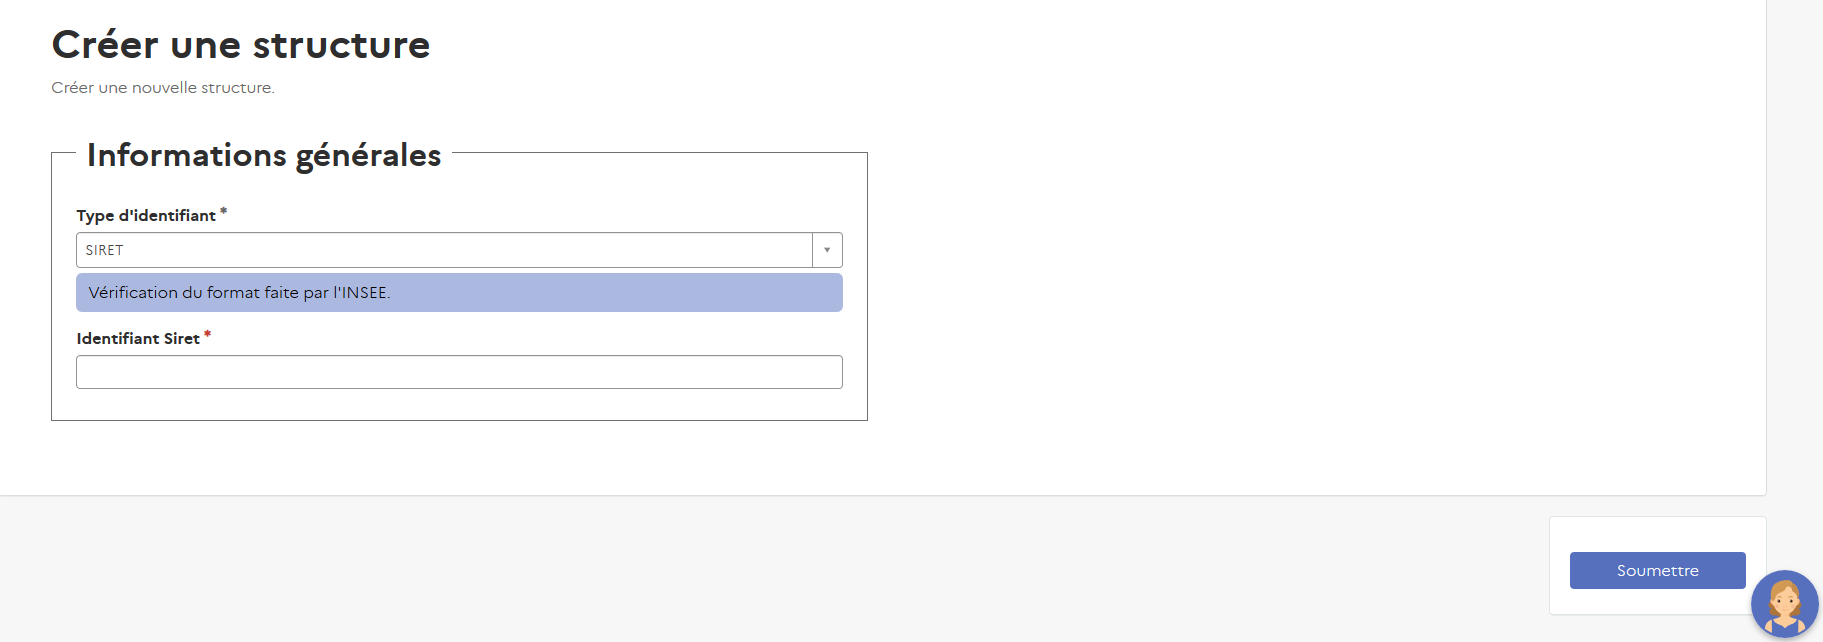 Créer une structure
Créer une nouvelle structure.
Informations générales
Type d'identifiant *
SIRET
Vérification du format faite par l'INSEE.
Identifiant Siret *
Soumettre